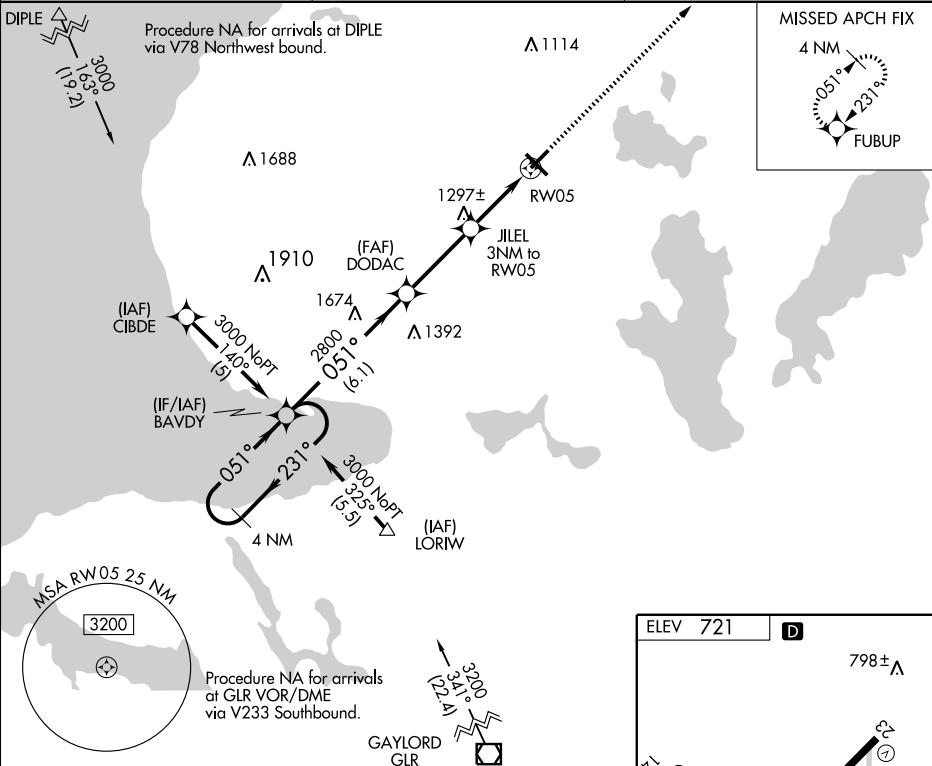 DIPLE
3000
163°
(19.2)
Procedure NA for arrivals at DIPLE
via V78 Northwest bound.
1114
MISSED APCH FIX
4 NM
051°
231°
FUBUP
1688
RW05
1297±
JILEL
3NM to
RW05
(FAF)
DODAC
1910
1674
1392
(IAF)
CIBDE
3000 NoPT
140°
(5)
2800
051°
(6.1)
(IF/IAF)
BAVDY
051°
231°
4 NM
3000 NoPT
325°
(5.5)
(IAF)
LORIW
MSA RW05 25 NM
3200
Procedure NA for arrivals
at GLR VOR/DME
via V233 Southbound.
3200
341°
(22.4)
GAYLORD
GLR
ELEV 721
D
798±
23
V